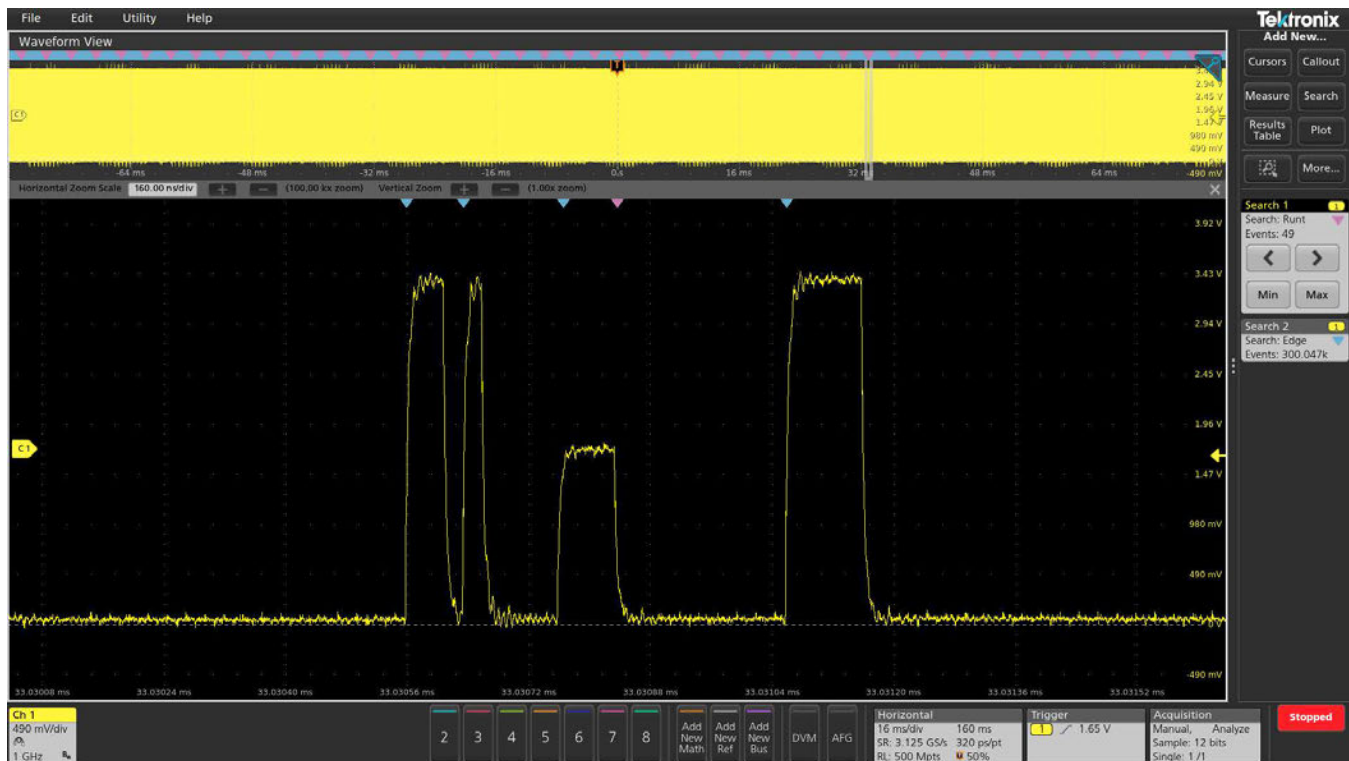 File Edit Utility Help
Tektronix
Waveform View
Add New...
Cursors Callout
Measure Search
Results Table Plot
More...
T
C1
2.94 V
2.45 V
1.96 V
1.47 V
980 mV
490 mV
-490 mV
-64 ms -48 ms -32 ms -16 ms 0 s 16 ms 32 ms 48 ms 64 ms
Horizontal Zoom Scale 160.00 ns/div + − (100.00 kx zoom) Vertical Zoom + − (1.00x zoom)
3.92 V
3.43 V
2.94 V
2.45 V
1.96 V
C1
1.47 V
980 mV
490 mV
0 V
-490 mV
33.03008 ms 33.03024 ms 33.03040 ms 33.03056 ms 33.03072 ms 33.03088 ms 33.03104 ms 33.03120 ms 33.03136 ms 33.03152 ms
Search 1 1
Search: Runt
Events: 49
< >
Min Max
Search 2 1
Search: Edge
Events: 300.047k
Ch 1
490 mV/div
1 GHz
2 3 4 5 6 7 8
Add New Math
Add New Ref
Add New Bus
DVM AFG
Horizontal
16 ms/div 160 ms
SR: 3.125 GS/s 320 ps/pt
RL: 500 Mpts 50%
Trigger
1 1.65 V
Acquisition
Manual, Analyze
Sample: 12 bits
Single: 1 /1
Stopped